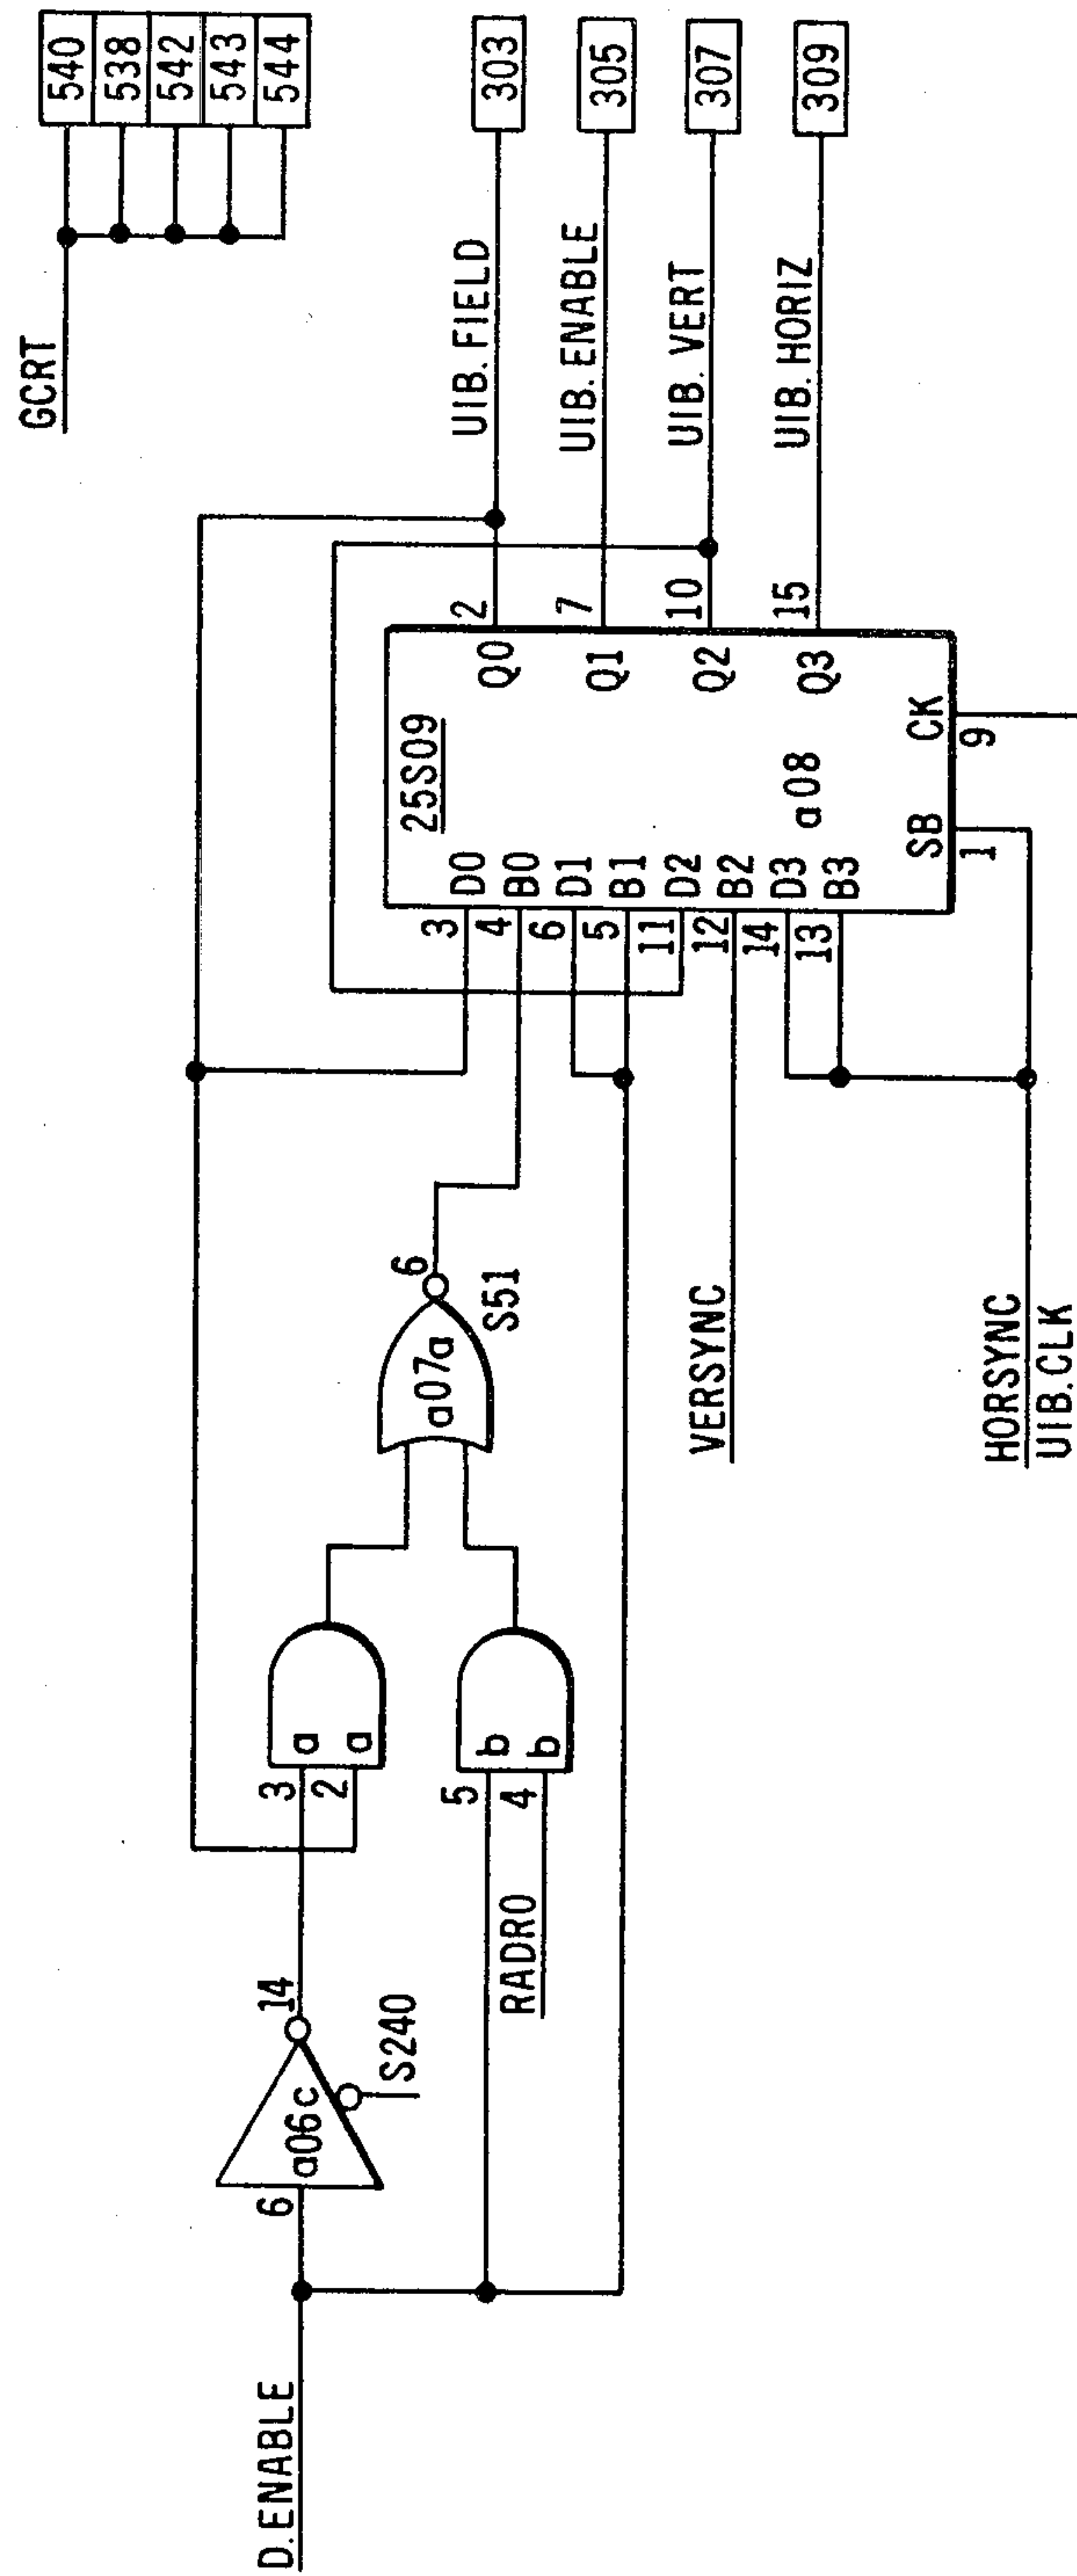 GCRT
540
538
542
543
544
UIB. FIELD
303
UIB. ENABLE
305
UIB. VERT
307
UIB. HORIZ
309
25S09
a08
3 D0
4 B0
6 D1
5 B1
11 D2
12 B2
14 D3
13 B3
Q0 2
Q1 7
Q2 10
Q3 15
SB
1
CK
9
D.ENABLE
6
a06c
14
S240
3 a
2 a
5 b
4 b
RADR0
a07a
6
S51
VERSYNC
HORSYNC
UIB.CLK